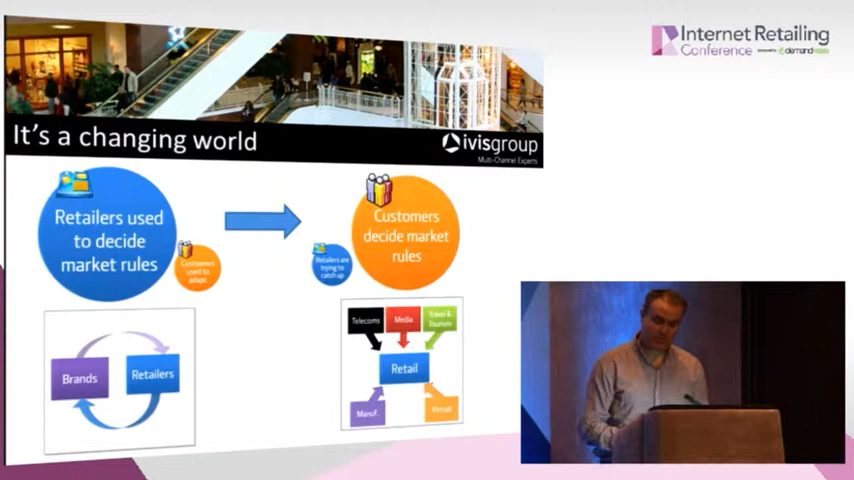 Internet Retailing
Conference
It's a changing world
ivisgroup
Multi-Channel Experts
Retailers used
to decide
market rules
Customers
used to
adapt
Retailers are
trying to
catch up
Customers
decide market
rules
Brands
Retailers
Telecoms
Media
Travel &
Tourism
Retail
Manuf.
Virtual